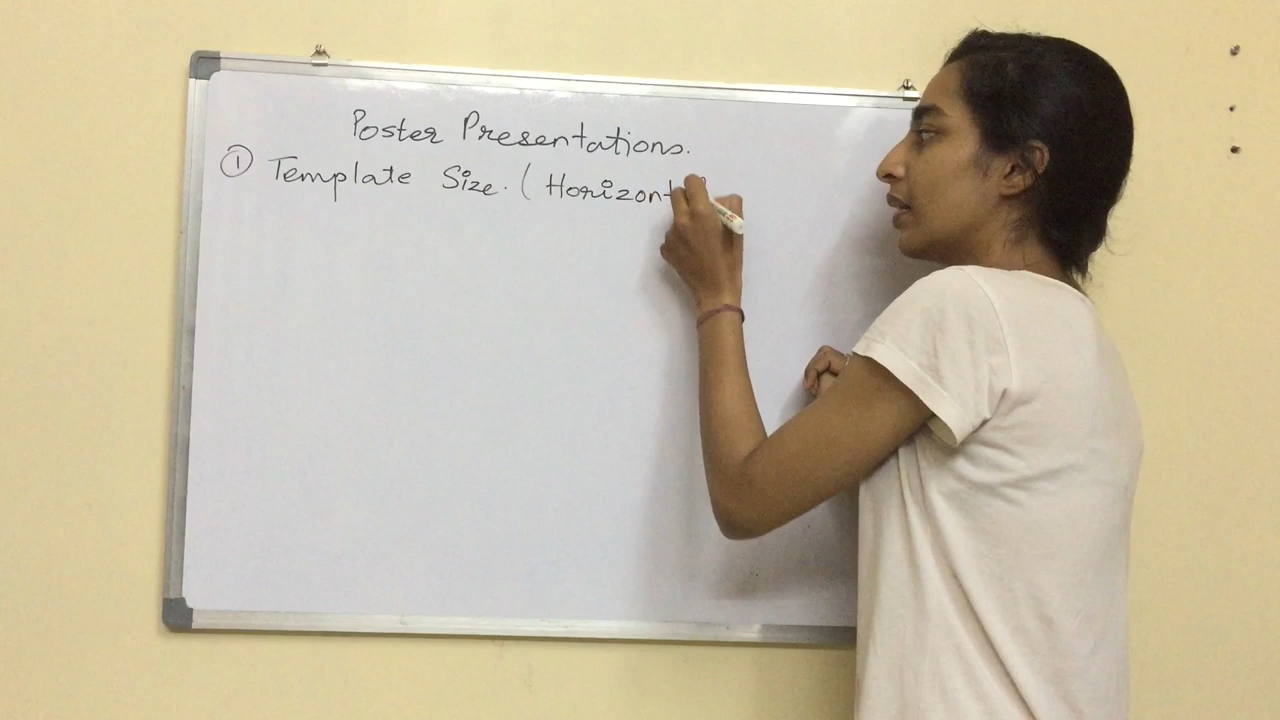 Poster Presentations.
① Template Size. ( Horizont